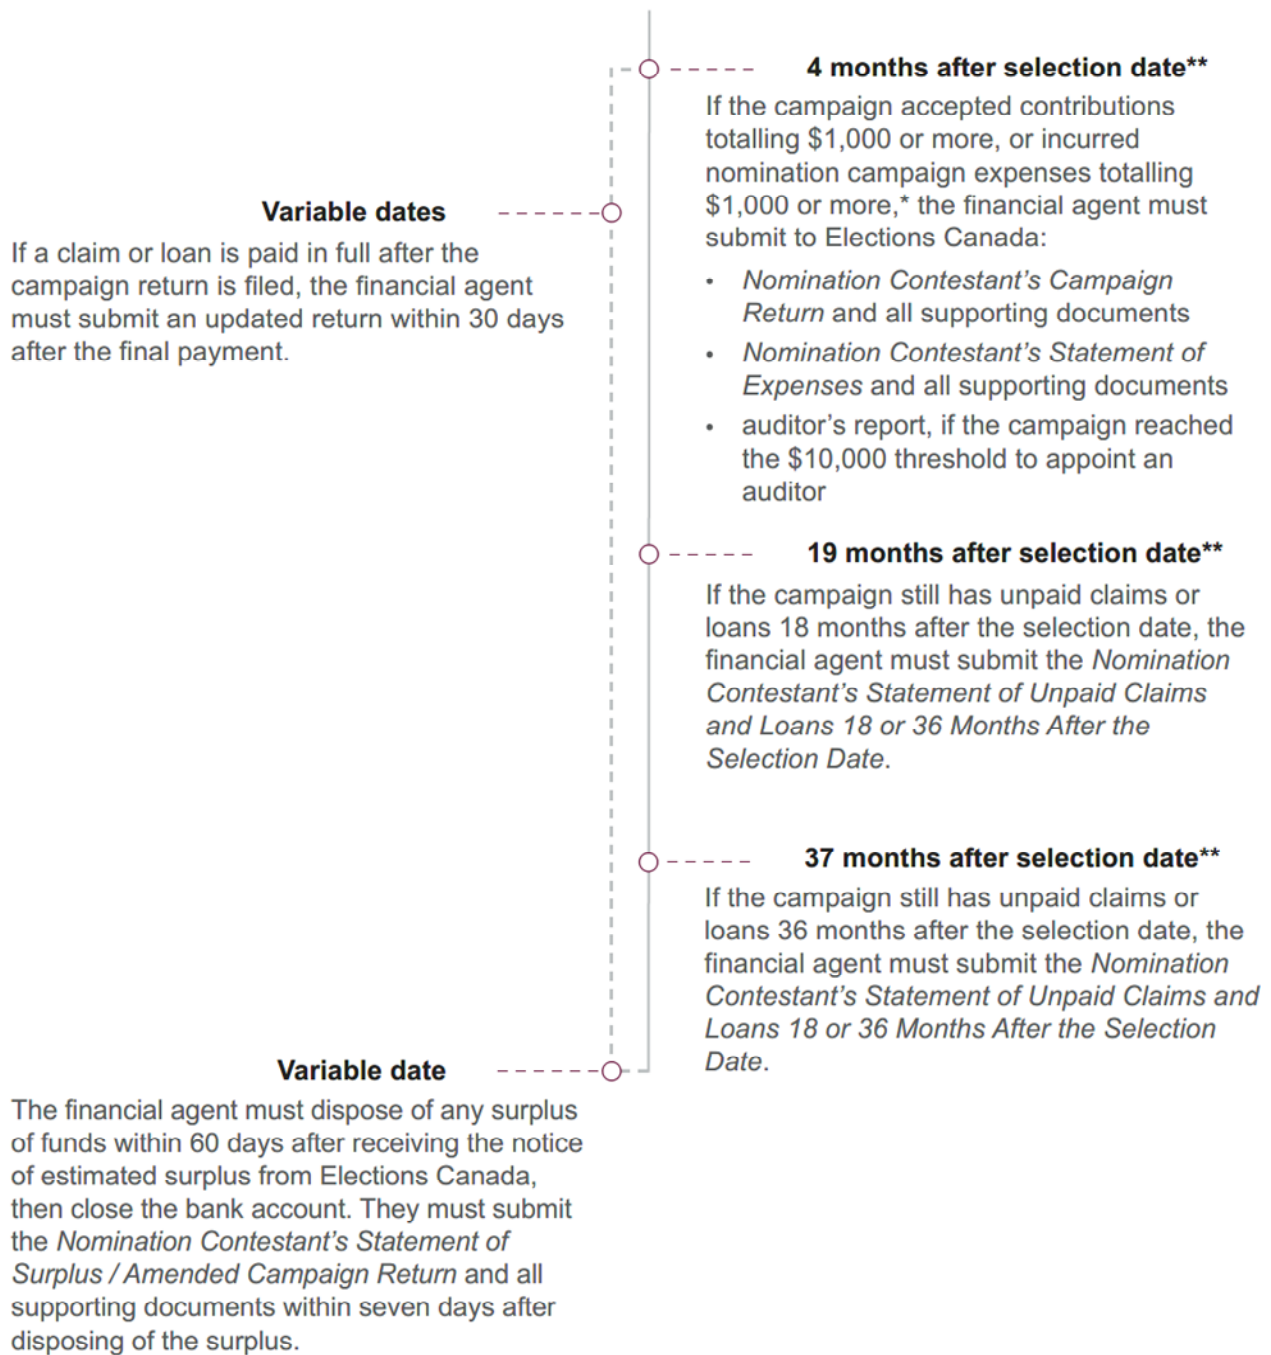 4 months after selection date**
If the campaign accepted contributions
totalling $1,000 or more, or incurred
nomination campaign expenses totalling
$1,000 or more,* the financial agent must
submit to Elections Canada:
• Nomination Contestant’s Campaign
Return and all supporting documents
• Nomination Contestant’s Statement of
Expenses and all supporting documents
• auditor’s report, if the campaign reached
the $10,000 threshold to appoint an
auditor
Variable dates
If a claim or loan is paid in full after the
campaign return is filed, the financial agent
must submit an updated return within 30 days
after the final payment.
19 months after selection date**
If the campaign still has unpaid claims or
loans 18 months after the selection date, the
financial agent must submit the Nomination
Contestant’s Statement of Unpaid Claims
and Loans 18 or 36 Months After the
Selection Date.
37 months after selection date**
If the campaign still has unpaid claims or
loans 36 months after the selection date, the
financial agent must submit the Nomination
Contestant’s Statement of Unpaid Claims and
Loans 18 or 36 Months After the Selection
Date.
Variable date
The financial agent must dispose of any surplus
of funds within 60 days after receiving the notice
of estimated surplus from Elections Canada,
then close the bank account. They must submit
the Nomination Contestant’s Statement of
Surplus / Amended Campaign Return and all
supporting documents within seven days after
disposing of the surplus.